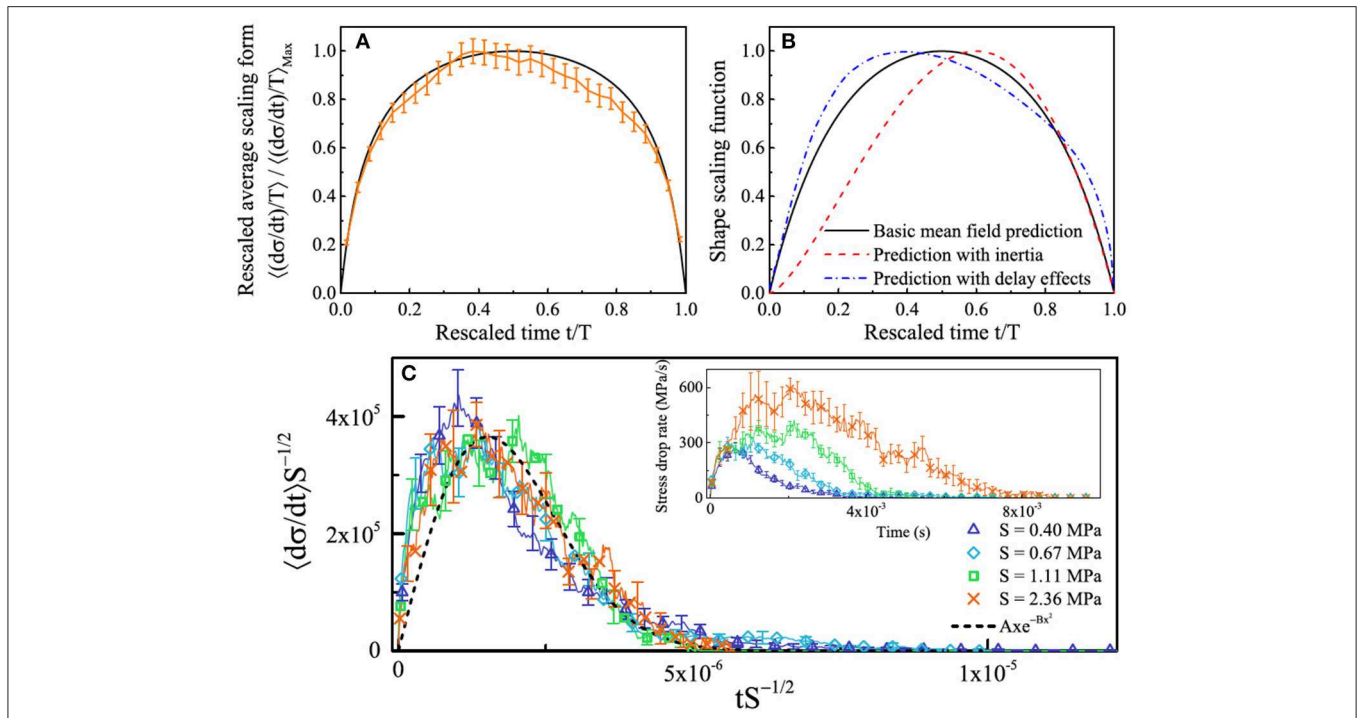 A
Rescaled average scaling form
⟨(dσ/dt)/T⟩ / ⟨(dσ/dt)/T⟩Max
1.0
0.8
0.6
0.4
0.2
0.0
0.0 0.2 0.4 0.6 0.8 1.0
Rescaled time t/T
B
Shape scaling function
1.0
0.8
0.6
0.4
0.2
0.0
Basic mean field prediction
Prediction with inertia
Prediction with delay effects
0.0 0.2 0.4 0.6 0.8 1.0
Rescaled time t/T
C
⟨dσ/dt⟩S⁻¹ᐟ²
4x10⁵
2x10⁵
0
0 5x10⁻⁶ 1x10⁻⁵
tS⁻¹ᐟ²
Stress drop rate (MPa/s)
600
300
0
0 4x10⁻³ 8x10⁻³
Time (s)
S = 0.40 MPa
S = 0.67 MPa
S = 1.11 MPa
S = 2.36 MPa
Axe⁻ᴮˣ²